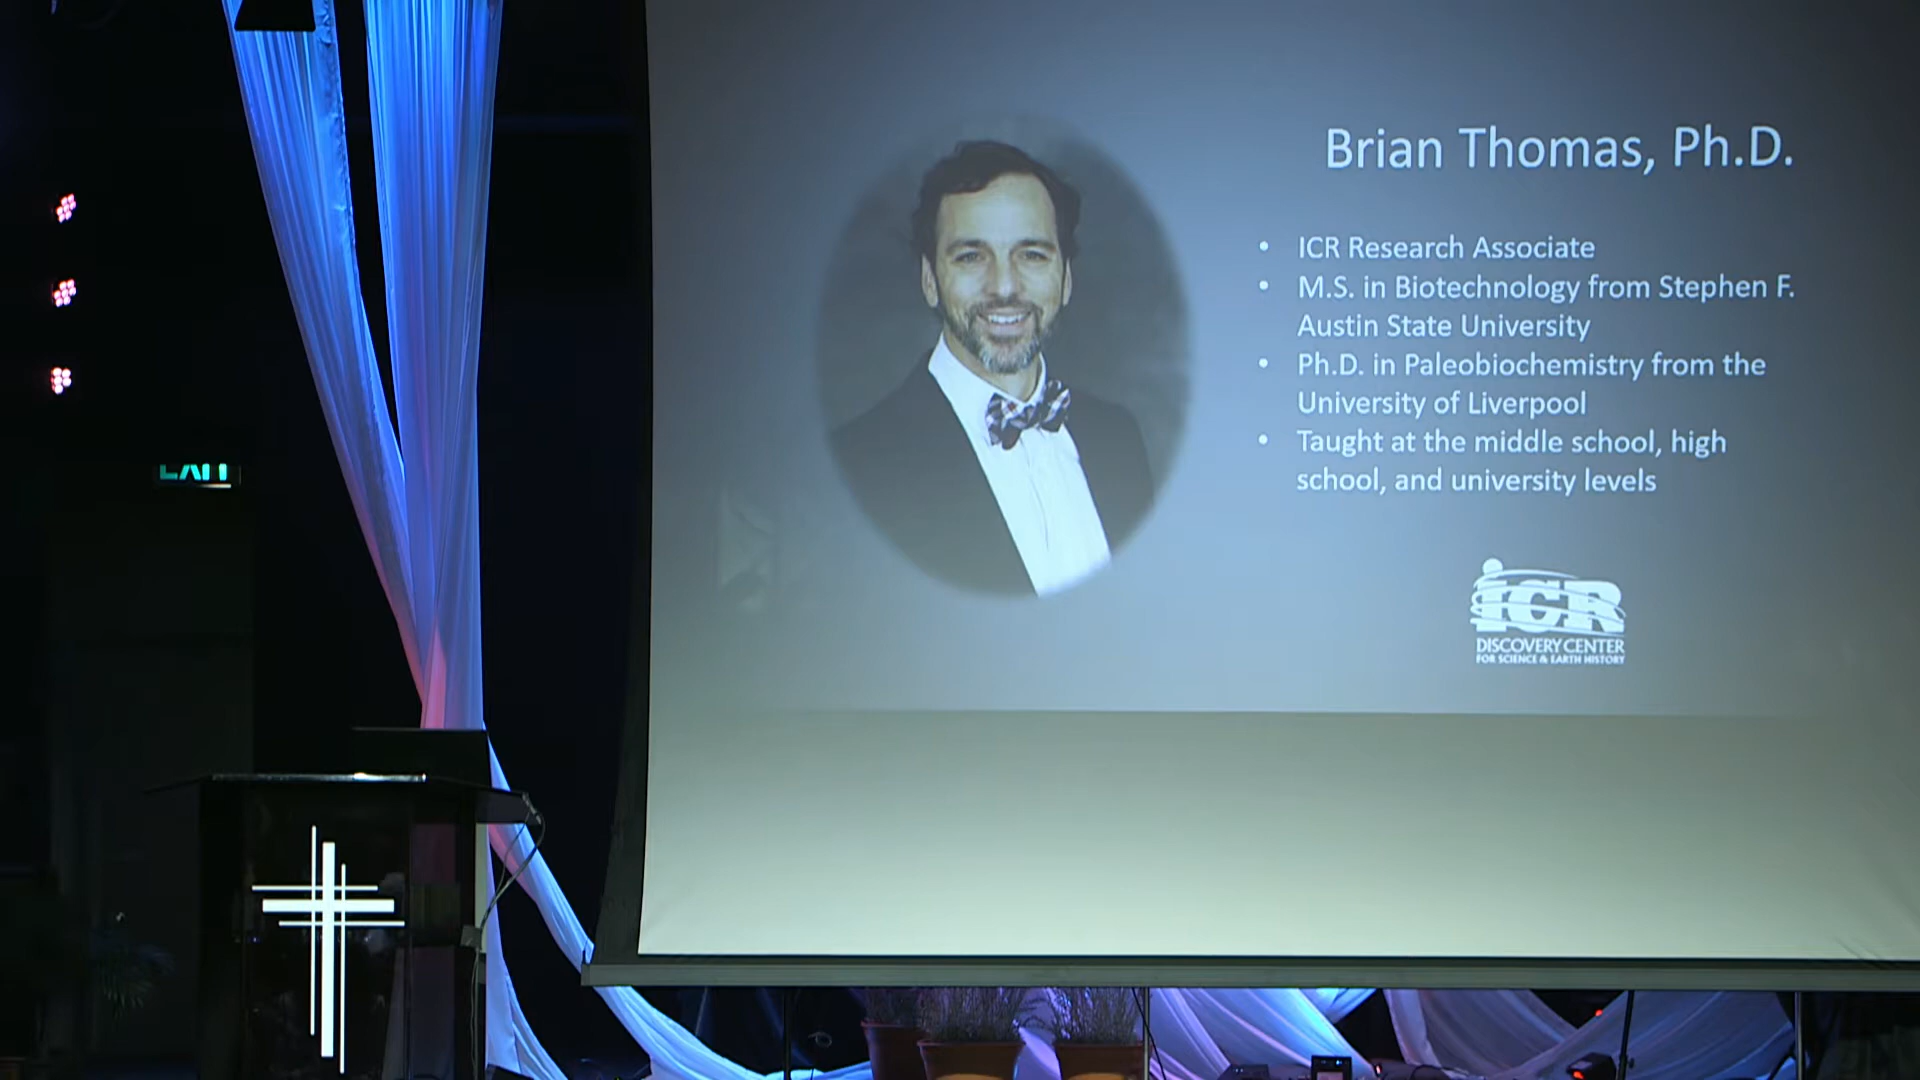 Brian Thomas, Ph.D.
• ICR Research Associate
• M.S. in Biotechnology from Stephen F.
Austin State University
• Ph.D. in Paleobiochemistry from the
University of Liverpool
• Taught at the middle school, high
school, and university levels
ICR
DISCOVERY CENTER
FOR SCIENCE & EARTH HISTORY
EXIT